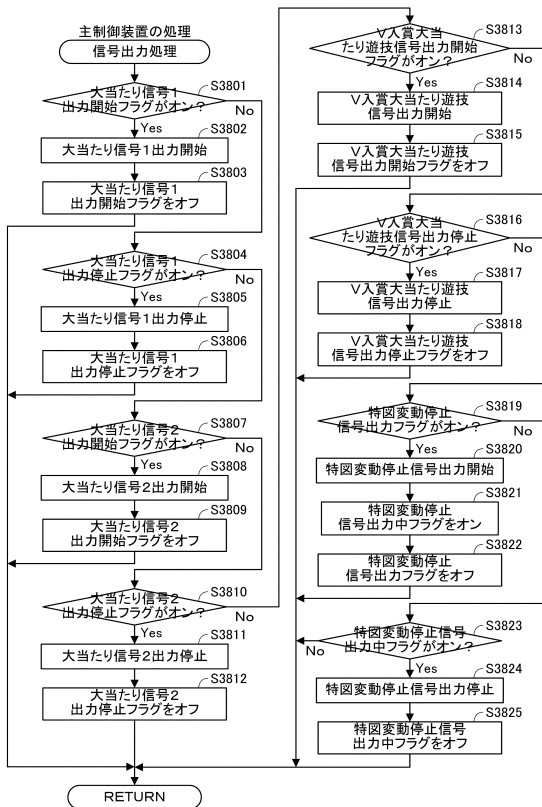 主制御装置の処理
信号出力処理
S3801
大当たり信号1
出力開始フラグがオン？
No
Yes
S3802
大当たり信号1出力開始
S3803
大当たり信号1
出力開始フラグをオフ
S3804
大当たり信号1
出力停止フラグがオン？
No
Yes
S3805
大当たり信号1出力停止
S3806
大当たり信号1
出力停止フラグをオフ
S3807
大当たり信号2
出力開始フラグがオン？
No
Yes
S3808
大当たり信号2出力開始
S3809
大当たり信号2
出力開始フラグをオフ
S3810
大当たり信号2
出力停止フラグがオン？
No
Yes
S3811
大当たり信号2出力停止
S3812
大当たり信号2
出力停止フラグをオフ
RETURN
S3813
V入賞大当
たり遊技信号出力開始
フラグがオン？
No
Yes
S3814
V入賞大当たり遊技
信号出力開始
S3815
V入賞大当たり遊技
信号出力開始フラグをオフ
S3816
V入賞大当
たり遊技信号出力停止
フラグがオン？
No
Yes
S3817
V入賞大当たり遊技
信号出力停止
S3818
V入賞大当たり遊技
信号出力停止フラグをオフ
S3819
特図変動停止
信号出力フラグがオン？
No
Yes
S3820
特図変動停止信号出力開始
S3821
特図変動停止
信号出力中フラグをオン
S3822
特図変動停止
信号出力フラグをオフ
S3823
特図変動停止信号
出力中フラグがオン？
No
Yes
S3824
特図変動停止信号出力停止
S3825
特図変動停止信号
出力中フラグをオフ